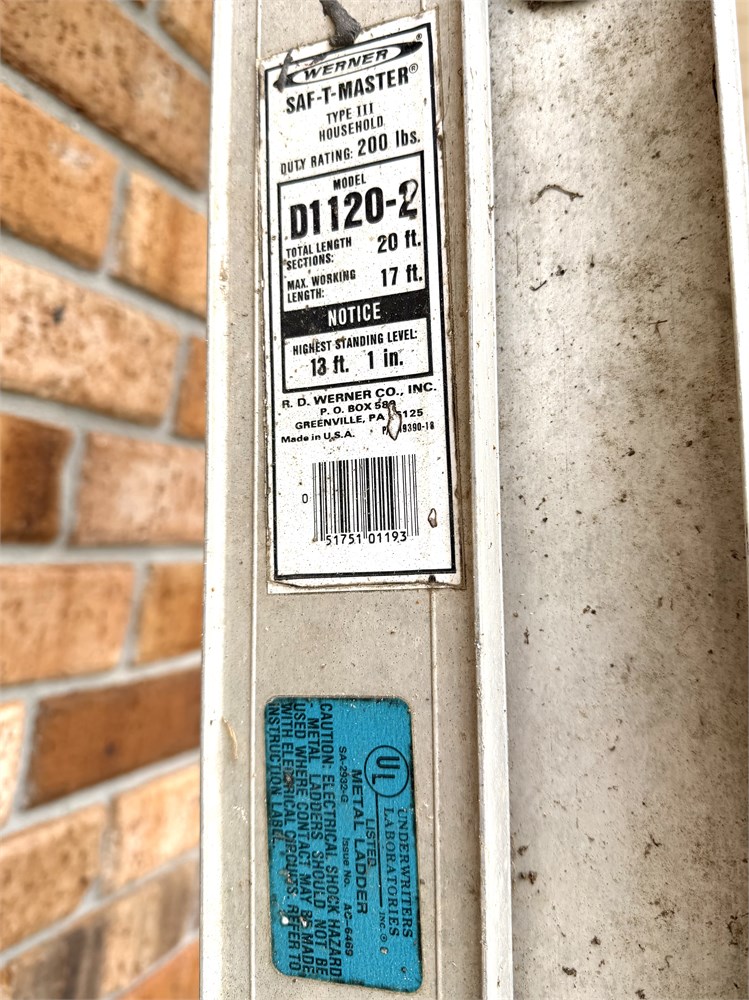 WERNER®
SAF-T-MASTER®
TYPE III
HOUSEHOLD
DUTY RATING: 200 lbs.
MODEL
D1120-2
TOTAL LENGTH SECTIONS: 20 ft.
MAX. WORKING LENGTH: 17 ft.
NOTICE
HIGHEST STANDING LEVEL:
13 ft. 1 in.
R. D. WERNER CO., INC.
P. O. BOX
GREENVILLE, PA
Made in U.S.A.
0 51751 01193
UNDERWRITERS
LABORATORIES INC.®
UL
LISTED
METAL LADDER
SA-2932-G Issue No. AC-6469
CAUTION: ELECTRICAL SHOCK HAZARD
- METAL LADDERS SHOULD NOT BE
USED WHERE CONTACT MAY BE MADE
WITH ELECTRICAL CIRCUITS. REFER TO
INSTRUCTION LABEL.